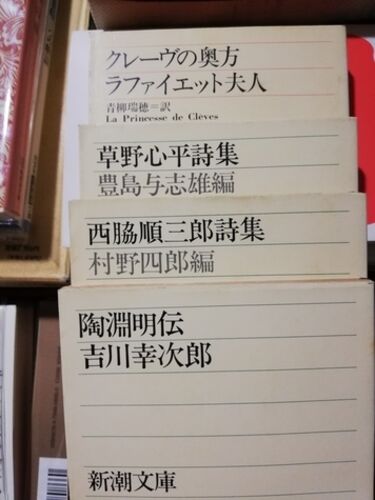 クレーヴの奥方
ラファイエット夫人
青柳瑞穂=訳
La Princesse de Clèves
草野心平詩集
豊島与志雄編
西脇順三郎詩集
村野四郎編
陶淵明伝
吉川幸次郎
新潮文庫